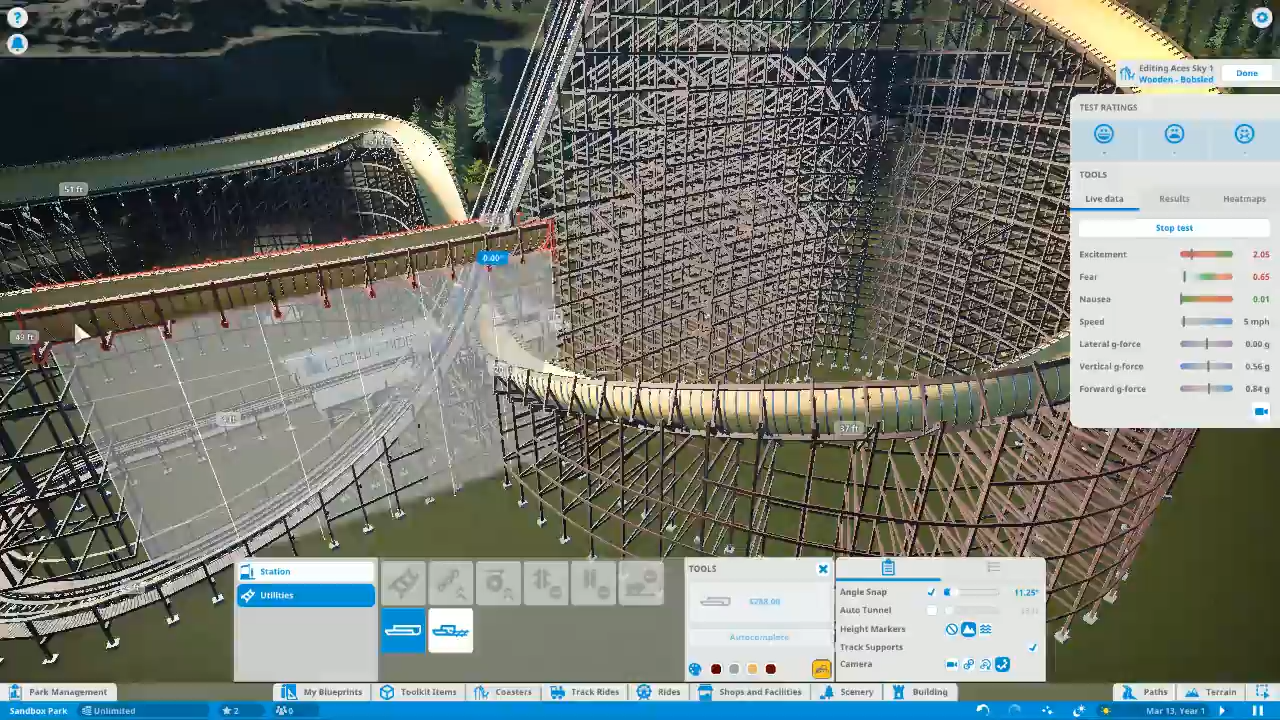 ?
Editing Aces Sky 1
Wooden - Bobsled
Done
TEST RATINGS
TOOLS
Live data Results Heatmaps
Stop test
Excitement 2.05
Fear 0.65
Nausea 0.01
Speed 5 mph
Lateral g-force 0.00 g
Vertical g-force 0.56 g
Forward g-force 0.84 g
51 ft
0.00°
49 ft
37 ft
Station
Utilities
TOOLS
$288.00
Autocomplete
Angle Snap 11.25°
Auto Tunnel
Height Markers
Track Supports
Camera
Park Management My Blueprints Toolkit Items Coasters Track Rides Rides Shops and Facilities Scenery Building Paths Terrain
Sandbox Park Unlimited 2 0 Mar 13, Year 1